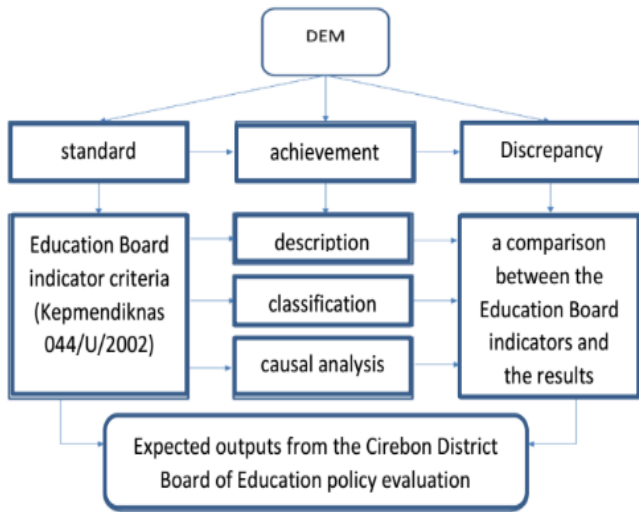 DEM
standard
achievement
Discrepancy
Education Board
indicator criteria
(Kepmendiknas
044/U/2002)
description
classification
causal analysis
a comparison
between the
Education Board
indicators and
the results
Expected outputs from the Cirebon District
Board of Education policy evaluation